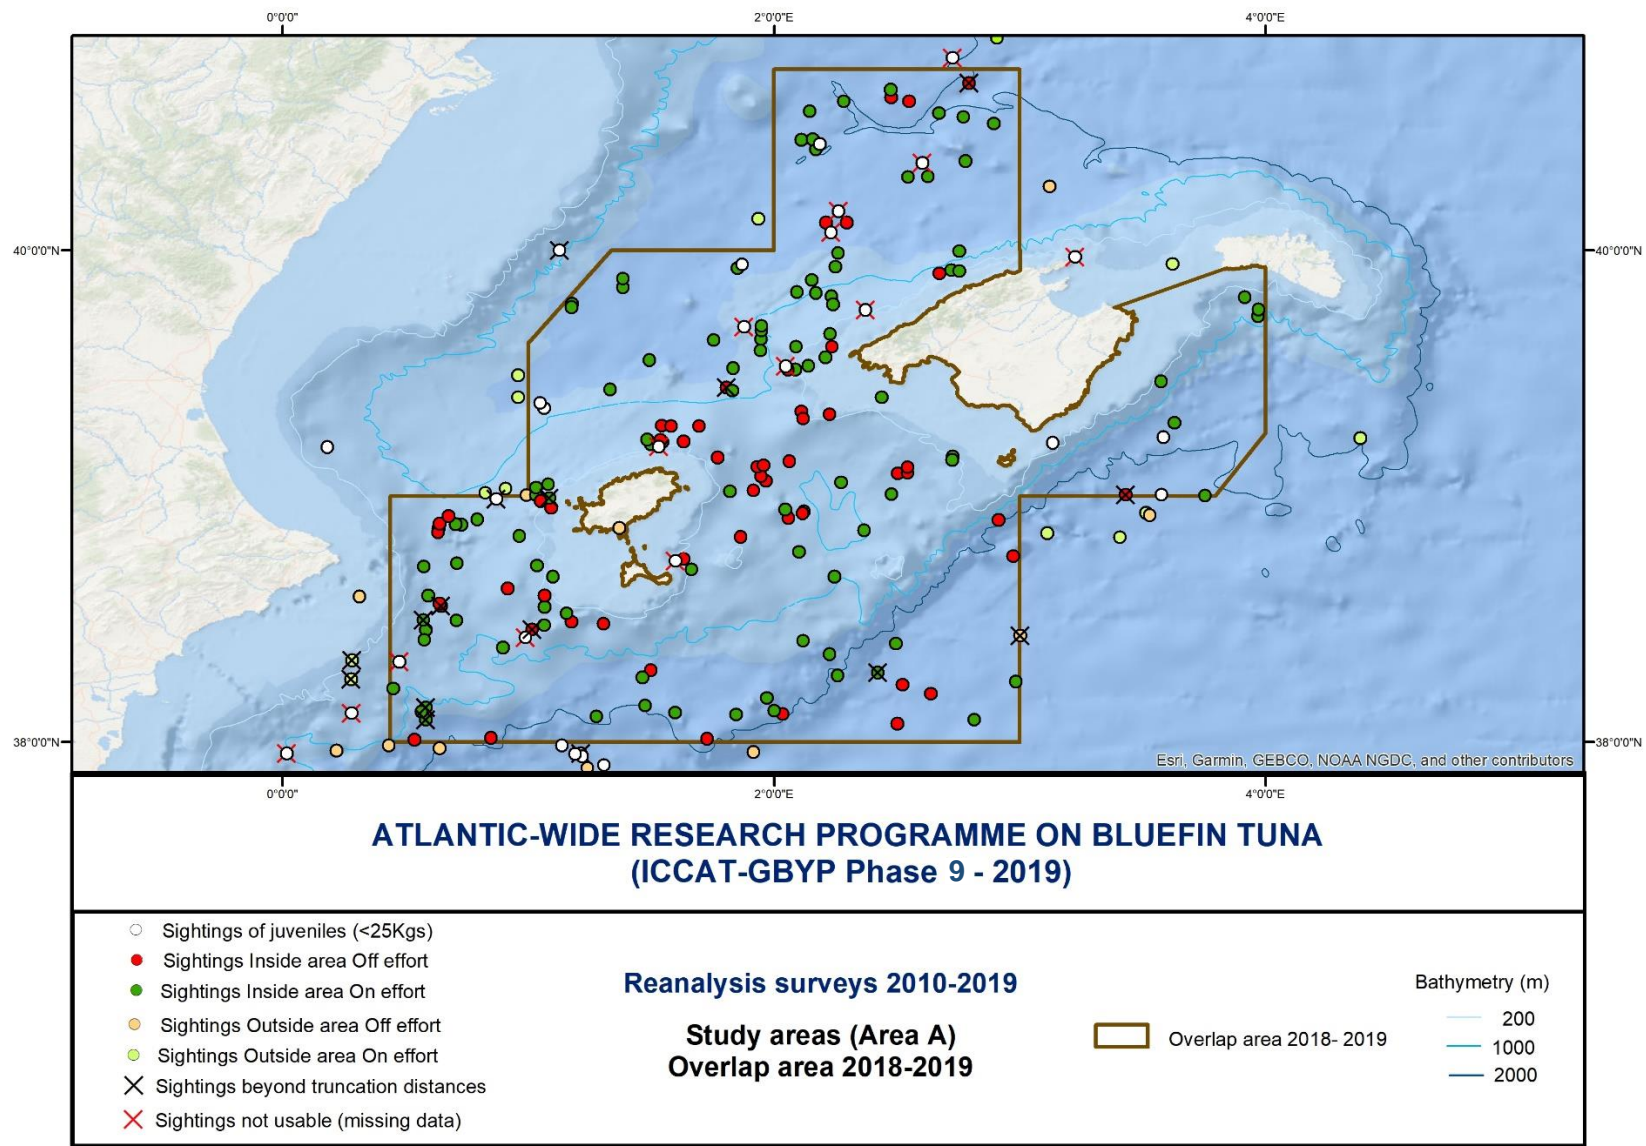 0°0'0" 2°0'0"E 4°0'0"E
40°0'0"N 40°0'0"N
38°0'0"N 38°0'0"N
Esri, Garmin, GEBCO, NOAA NGDC, and other contributors
0°0'0" 2°0'0"E 4°0'0"E
ATLANTIC-WIDE RESEARCH PROGRAMME ON BLUEFIN TUNA
(ICCAT-GBYP Phase 9 - 2019)
Sightings of juveniles (<25Kgs)
Sightings Inside area Off effort
Sightings Inside area On effort
Sightings Outside area Off effort
Sightings Outside area On effort
Sightings beyond truncation distances
Sightings not usable (missing data)
Reanalysis surveys 2010-2019
Study areas (Area A)
Overlap area 2018-2019
Overlap area 2018- 2019
Bathymetry (m)
200
1000
2000